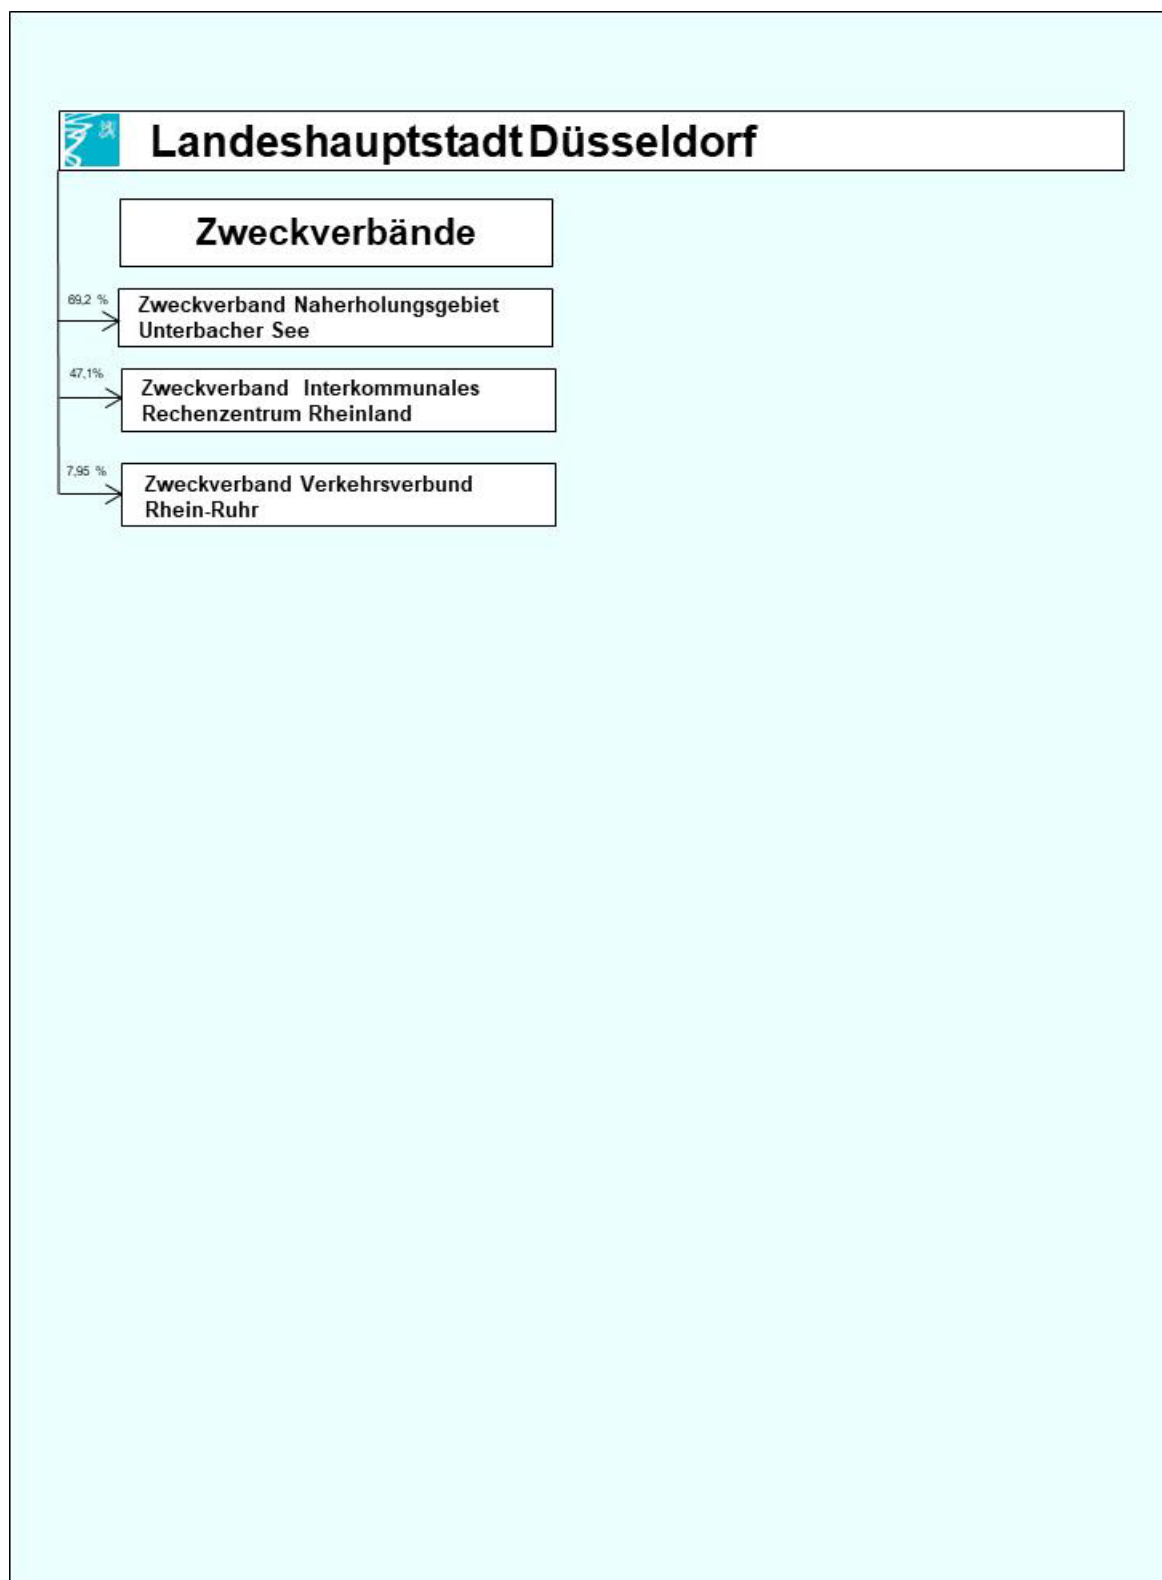 Landeshauptstadt Düsseldorf
Zweckverbände
69,2 %
Zweckverband Naherholungsgebiet
Unterbacher See
47,1%
Zweckverband Interkommunales
Rechenzentrum Rheinland
7,95 %
Zweckverband Verkehrsverbund
Rhein-Ruhr